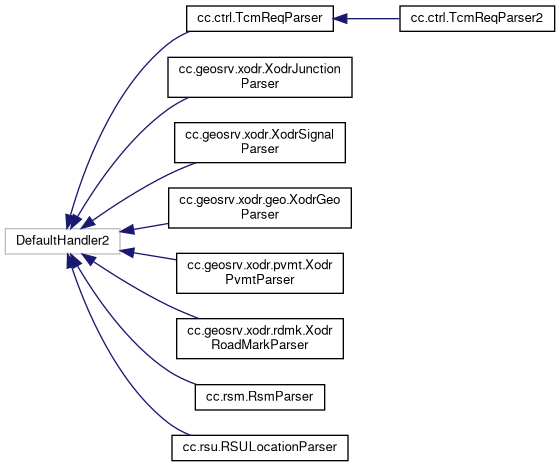 cc.ctrl.TcmReqParser
cc.ctrl.TcmReqParser2
cc.geosrv.xodr.XodrJunction
Parser
cc.geosrv.xodr.XodrSignal
Parser
cc.geosrv.xodr.geo.XodrGeo
Parser
DefaultHandler2
cc.geosrv.xodr.pvmt.Xodr
PvmtParser
cc.geosrv.xodr.rdmk.Xodr
RoadMarkParser
cc.rsm.RsmParser
cc.rsu.RSULocationParser